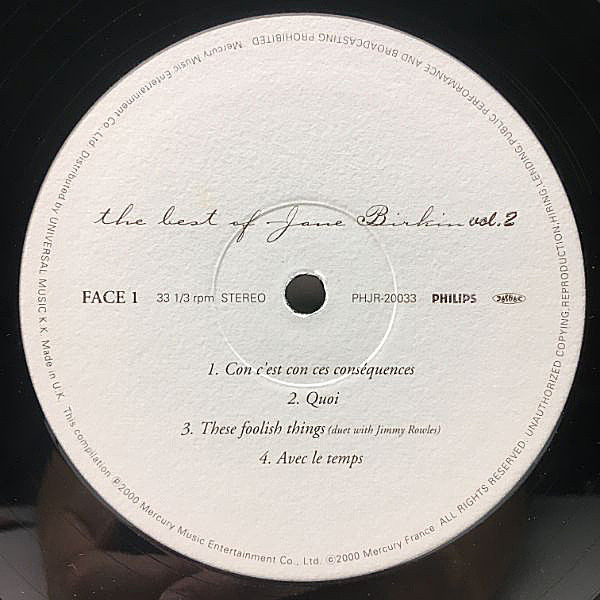 the best of Jane Birkin vol.2
FACE 1 33 1/3 rpm STEREO PHJR-20033 PHILIPS JASRAC
1. Con c'est con ces conséquences
2. Quoi
3. These foolish things (duet with Jimmy Rowles)
4. Avec le temps
This compilation ℗2000 Mercury Music Entertainment Co., Ltd. ©2000 Mercury France. ALL RIGHTS RESERVED. UNAUTHORIZED COPYING, REPRODUCTION, HIRING, LENDING, PUBLIC PERFORMANCE AND BROADCASTING PROHIBITED. Mercury Music Entertainment Co., Ltd. Distributed by UNIVERSAL MUSIC K.K. Made in U.K.